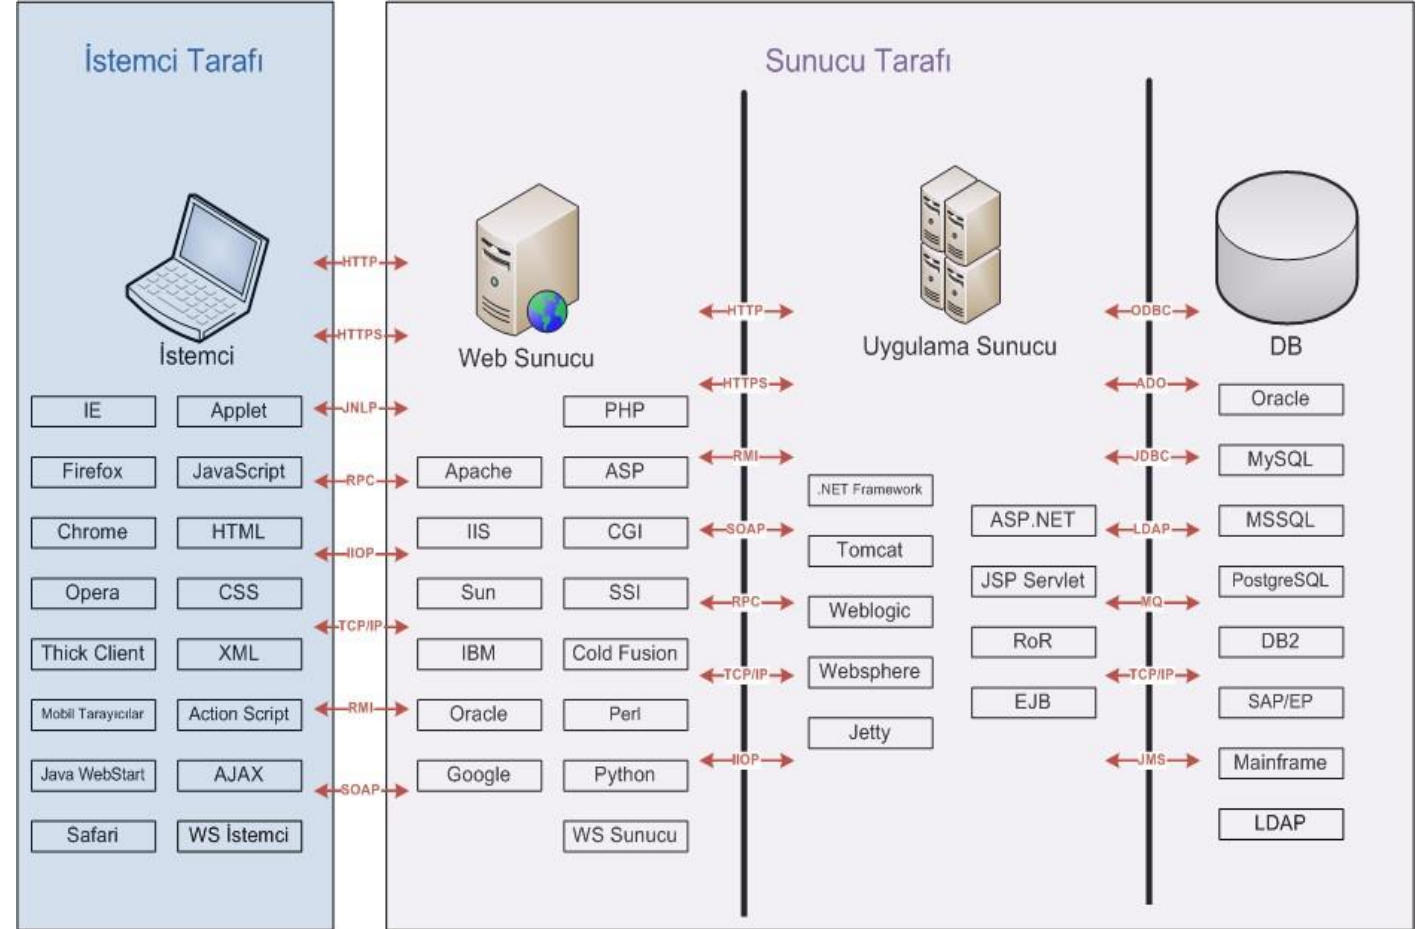 İstemci Tarafı
Sunucu Tarafı
İstemci
IE
Applet
Firefox
JavaScript
Chrome
HTML
Opera
CSS
Thick Client
XML
Mobil Tarayıcılar
Action Script
Java WebStart
AJAX
Safari
WS İstemci
HTTP
HTTPS
JNLP
RPC
IIOP
TCP/IP
RMI
SOAP
Web Sunucu
PHP
Apache
ASP
IIS
CGI
Sun
SSI
IBM
Cold Fusion
Oracle
Perl
Google
Python
WS Sunucu
HTTP
HTTPS
RMI
SOAP
RPC
TCP/IP
IIOP
Uygulama Sunucu
.NET Framework
ASP.NET
Tomcat
JSP Servlet
Weblogic
RoR
Websphere
EJB
Jetty
ODBC
ADO
JDBC
LDAP
MQ
TCP/IP
JMS
DB
Oracle
MySQL
MSSQL
PostgreSQL
DB2
SAP/EP
Mainframe
LDAP